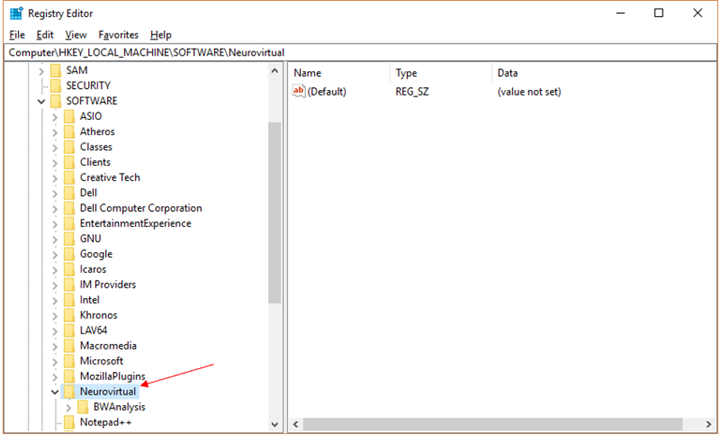 Registry Editor
File Edit View Favorites Help
Computer\HKEY_LOCAL_MACHINE\SOFTWARE\Neurovirtual
SAM
SECURITY
SOFTWARE
ASIO
Atheros
Classes
Clients
Creative Tech
Dell
Dell Computer Corporation
EntertainmentExperience
GNU
Google
Icaros
IM Providers
Intel
Khronos
LAV64
Macromedia
Microsoft
MozillaPlugins
Neurovirtual
BWAnalysis
Notepad++
Name Type Data
ab (Default) REG_SZ (value not set)